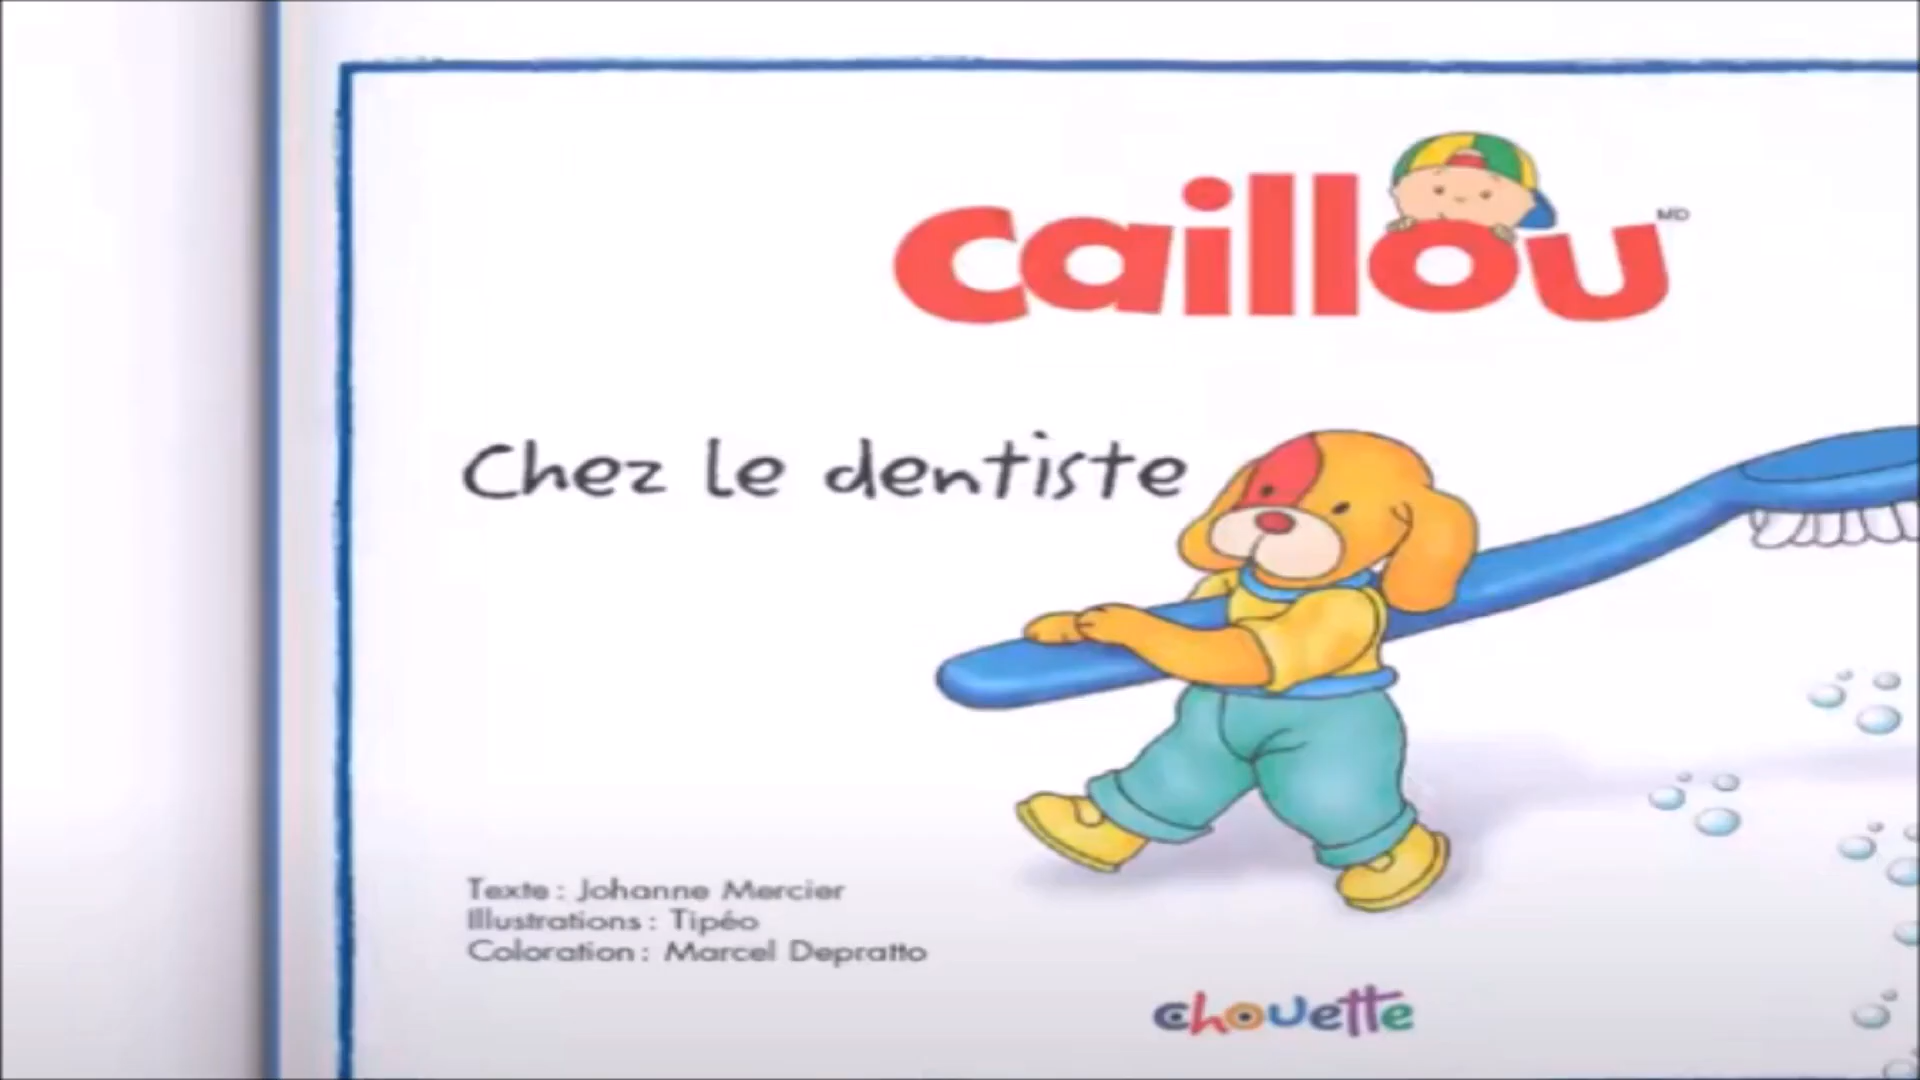 caillou MD
Chez le dentiste
Texte : Johanne Mercier
Illustrations : Tipéo
Coloration : Marcel Depratto
chouette